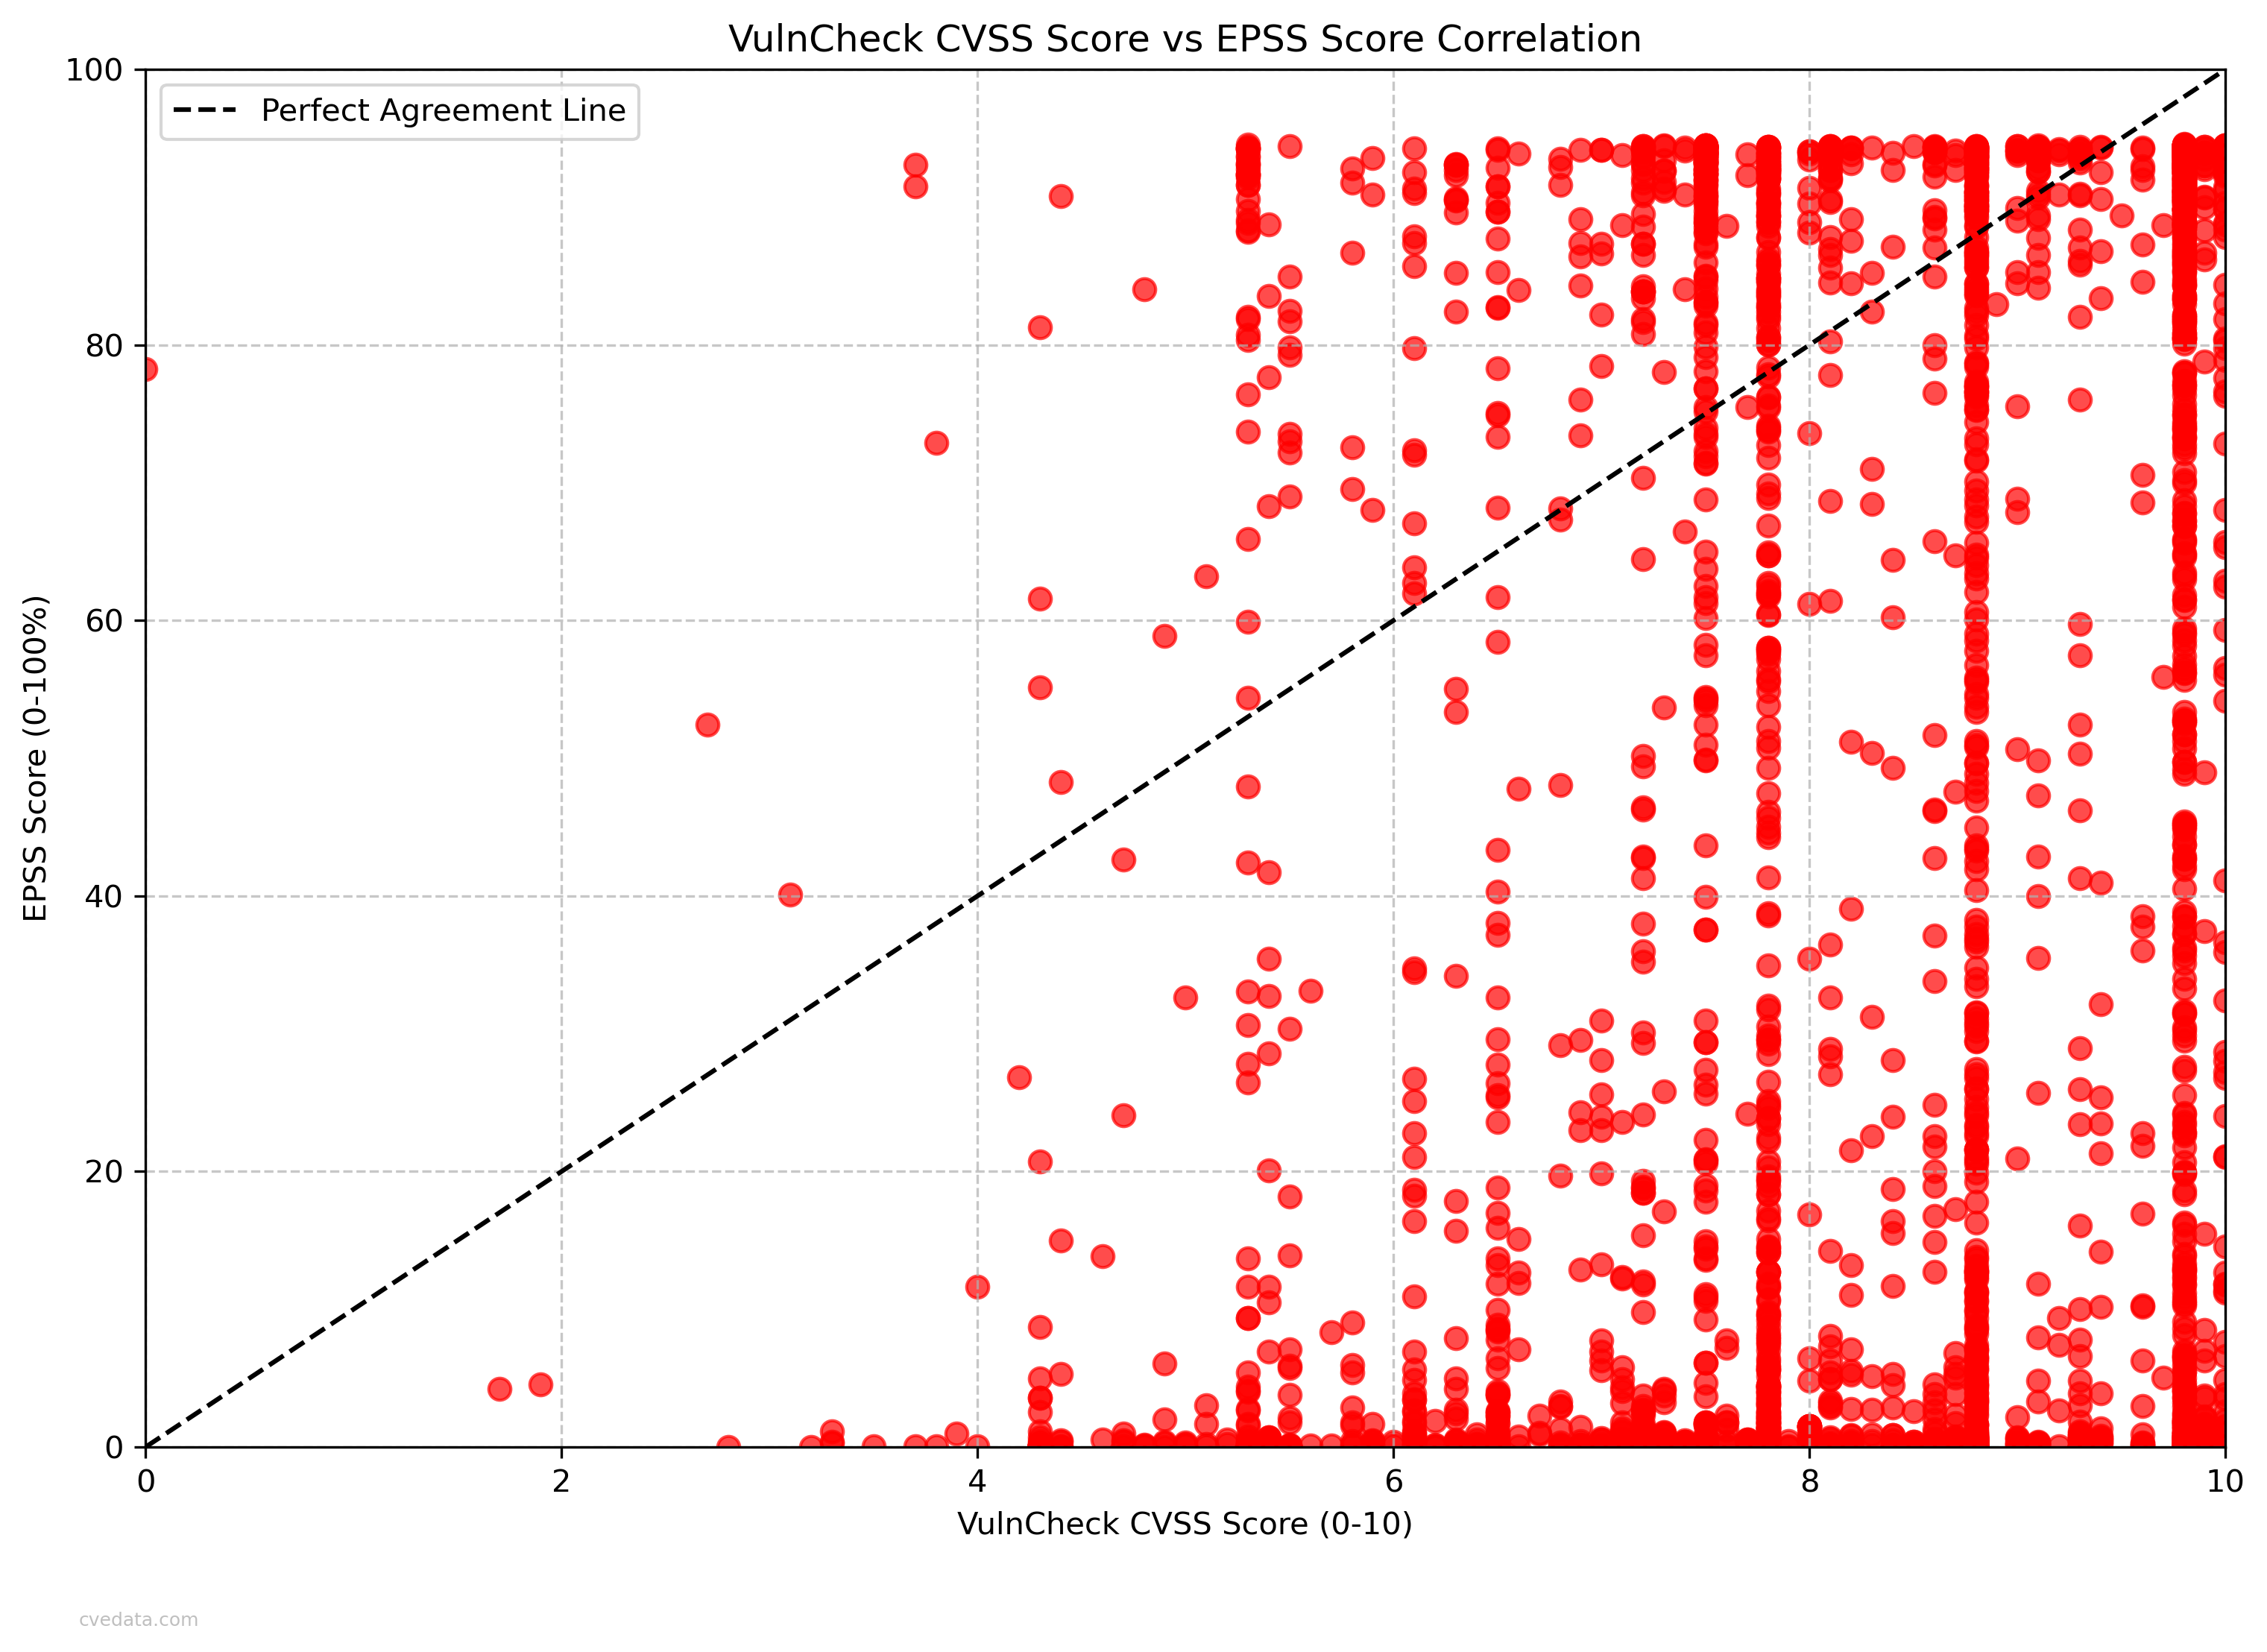 VulnCheck CVSS Score vs EPSS Score Correlation
100
Perfect Agreement Line
80
60
40
20
0
EPSS Score (0-100%)
0 2 4 6 8 10
VulnCheck CVSS Score (0-10)
cvedata.com